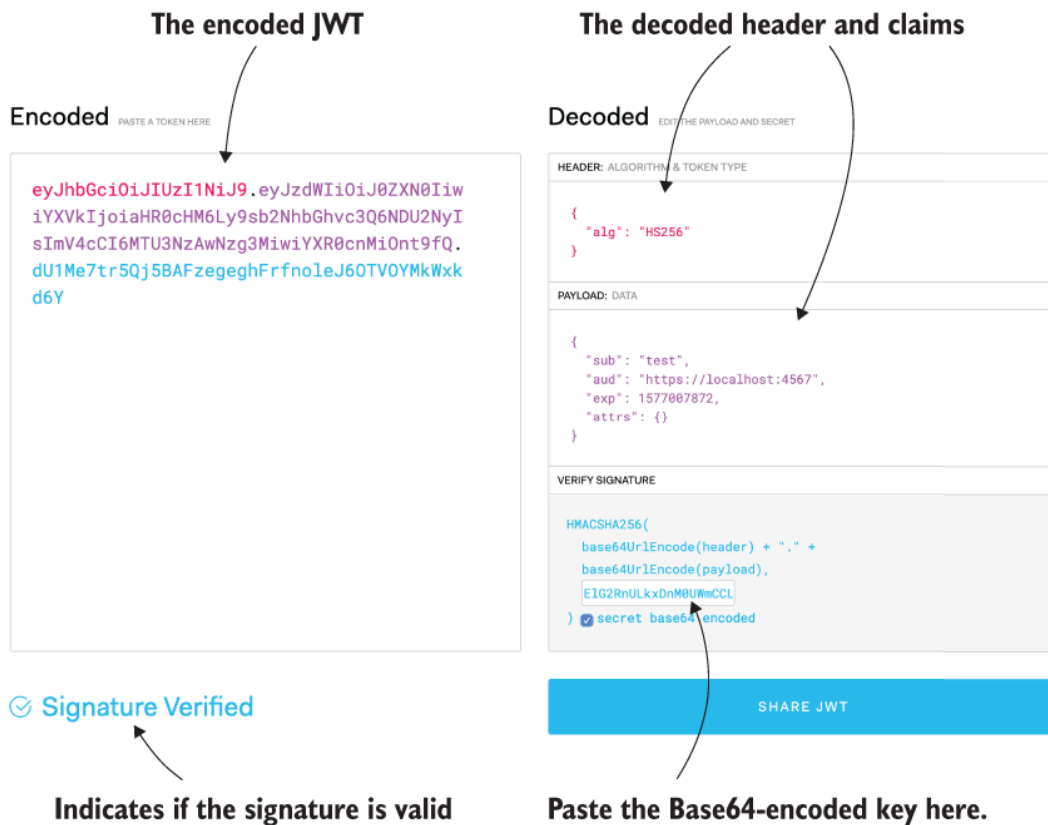 The encoded JWT
The decoded header and claims
Encoded PASTE A TOKEN HERE
eyJhbGciOiJIUzI1NiJ9.eyJzdWIiOiJ0ZXN0Iiw
iYXVkIjoiaHR0cHM6Ly9sb2NhbGhvc3Q6NDU2NyI
sImV4cCI6MTU3NzAwNzg3MiwiYXR0cnMiOnt9fQ.
dU1Me7tr5Qj5BAFzegeghFrfnoleJ6OTVOYMkWxk
d6Y
Decoded EDIT THE PAYLOAD AND SECRET
HEADER: ALGORITHM & TOKEN TYPE
{
"alg": "HS256"
}
PAYLOAD: DATA
{
"sub": "test",
"aud": "https://localhost:4567",
"exp": 1577007872,
"attrs": {}
}
VERIFY SIGNATURE
HMACSHA256(
base64UrlEncode(header) + "." +
base64UrlEncode(payload),
ElG2RnULkxDnM0UWmCCL
) secret base64 encoded
Signature Verified
SHARE JWT
Indicates if the signature is valid
Paste the Base64-encoded key here.